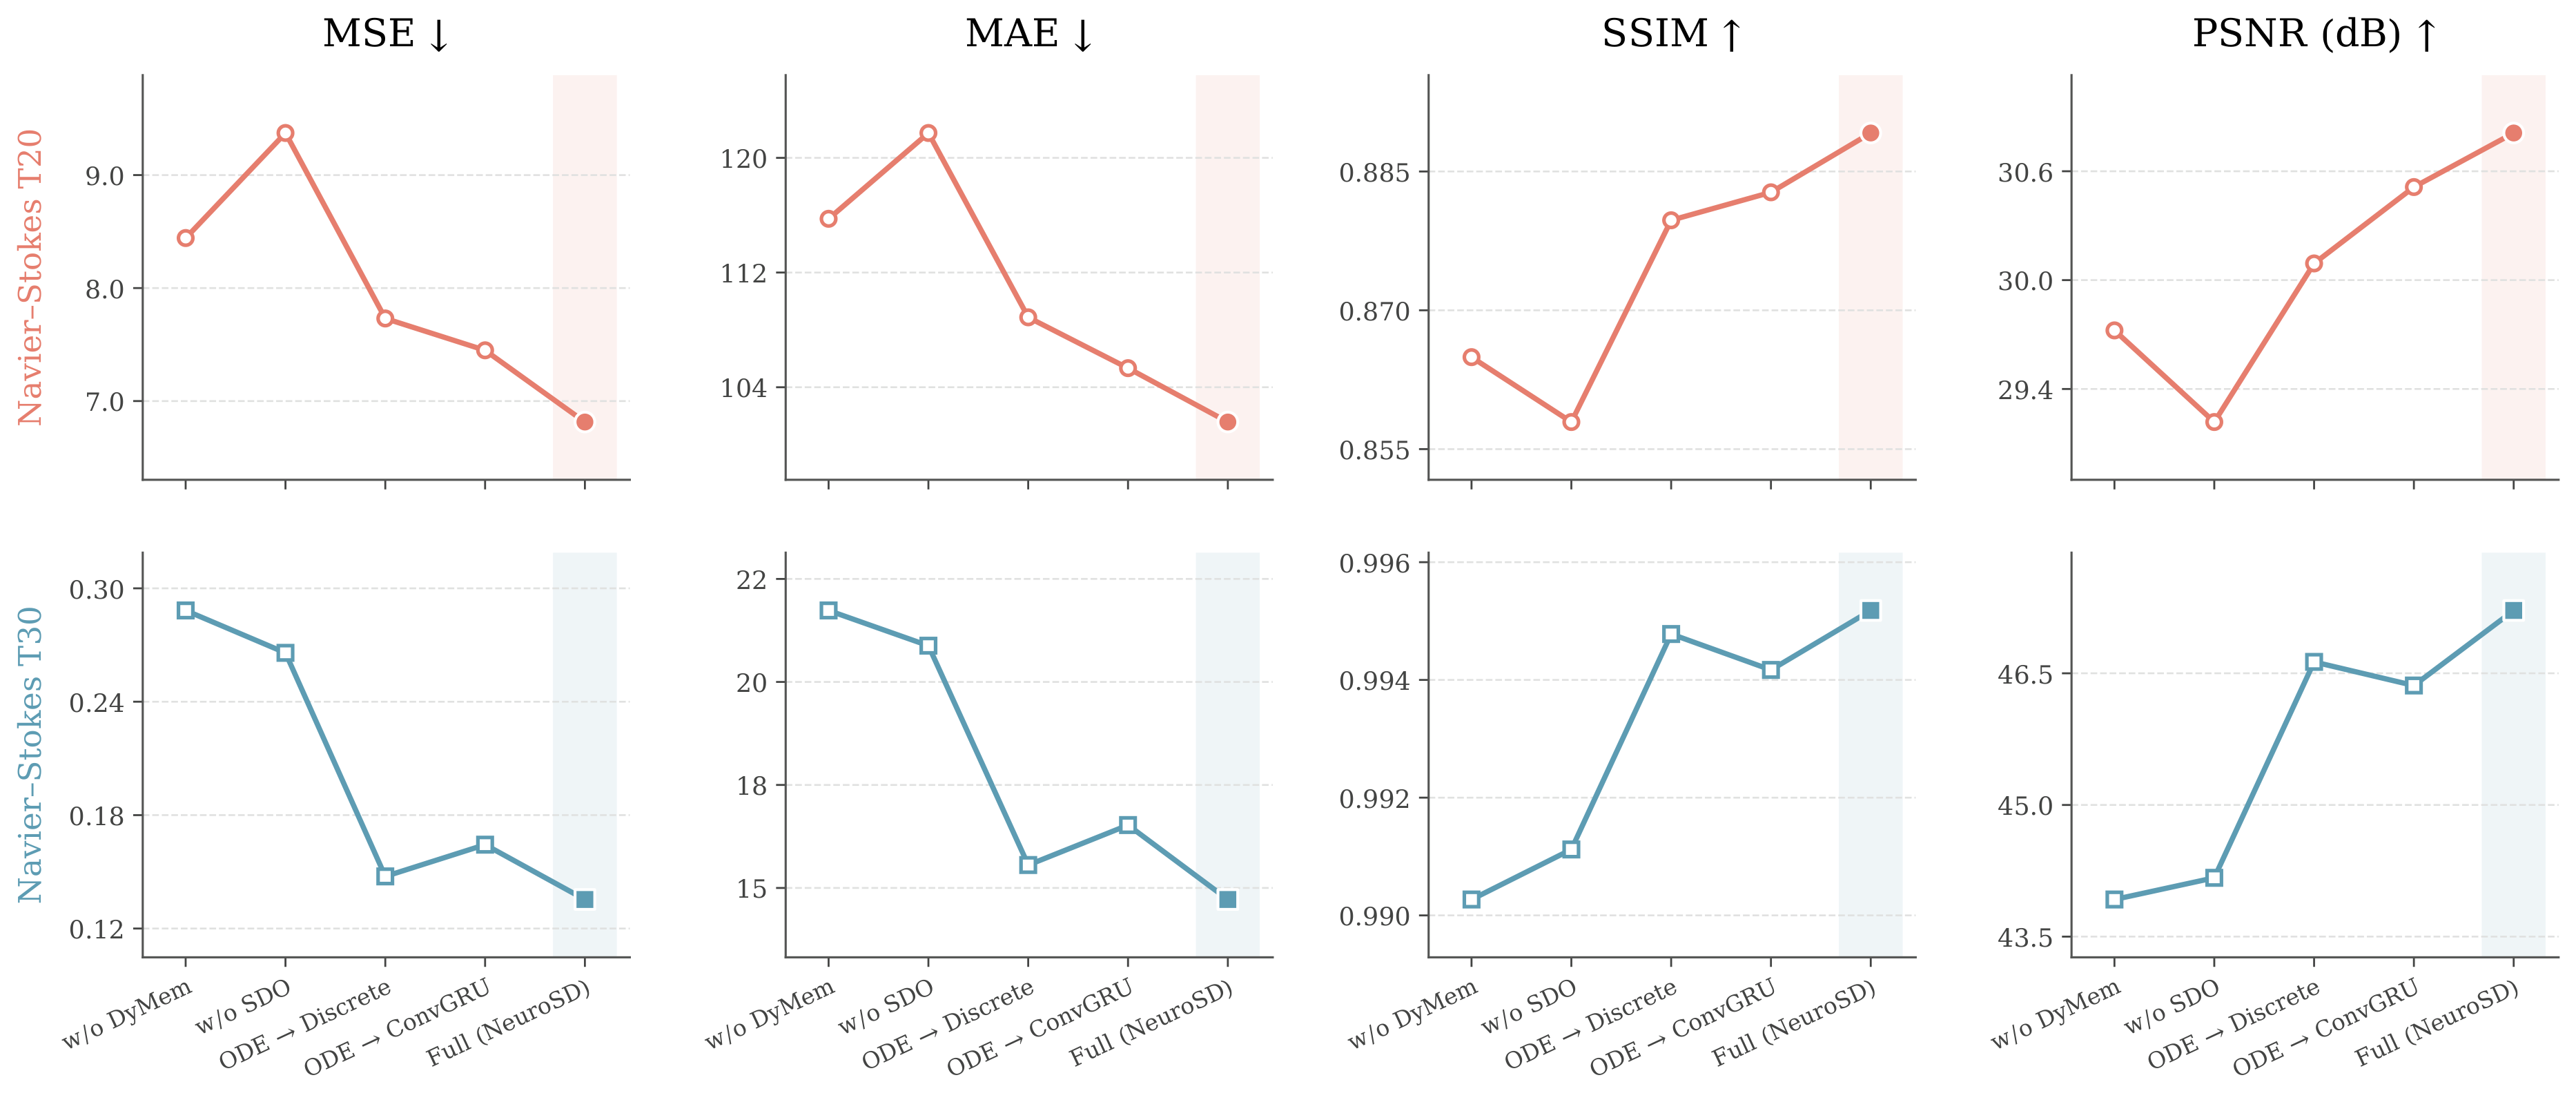 MSE ↓
MAE ↓
SSIM ↑
PSNR (dB) ↑
Navier–Stokes T20
9.0
8.0
7.0
120
112
104
0.885
0.870
0.855
30.6
30.0
29.4
Navier–Stokes T30
0.30
0.24
0.18
0.12
22
20
18
15
0.996
0.994
0.992
0.990
46.5
45.0
43.5
w/o DyMem
w/o SDO
ODE → Discrete
ODE → ConvGRU
Full (NeuroSD)
w/o DyMem
w/o SDO
ODE → Discrete
ODE → ConvGRU
Full (NeuroSD)
w/o DyMem
w/o SDO
ODE → Discrete
ODE → ConvGRU
Full (NeuroSD)
w/o DyMem
w/o SDO
ODE → Discrete
ODE → ConvGRU
Full (NeuroSD)